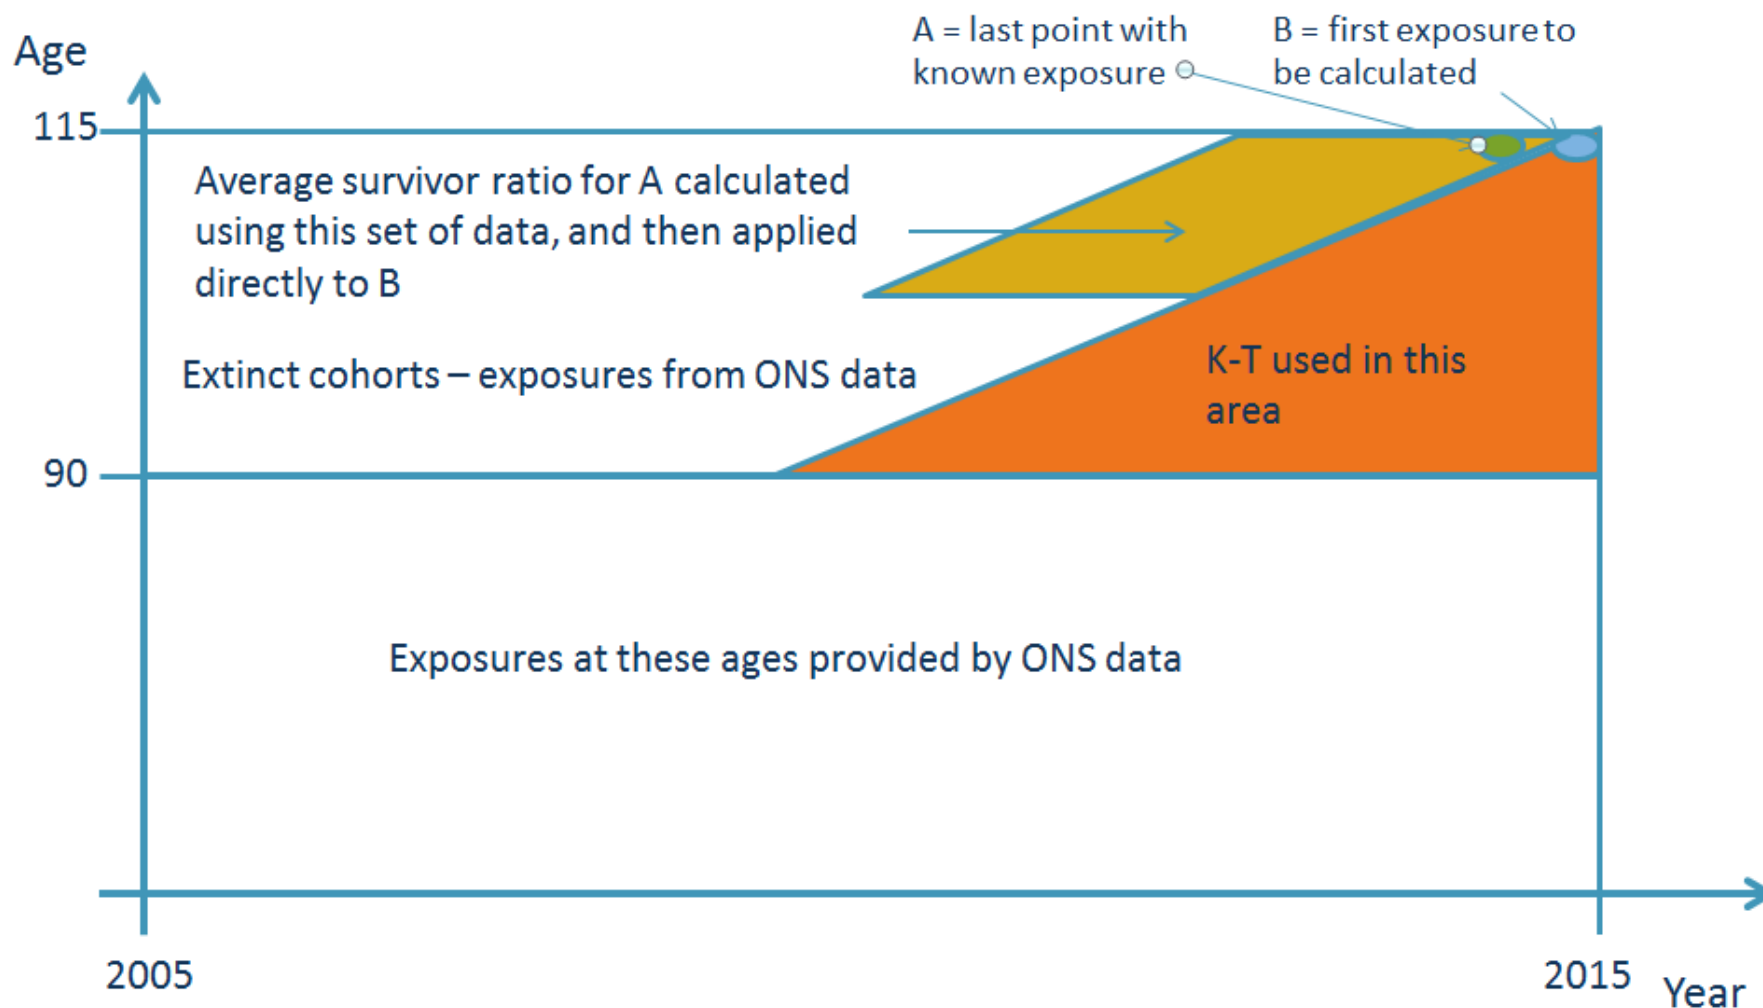 A = last point with
known exposure
B = first exposure to
be calculated
Age
115
Average survivor ratio for A calculated
using this set of data, and then applied
directly to B
Extinct cohorts – exposures from ONS data
K-T used in this
area
90
Exposures at these ages provided by ONS data
2005
2015
Year